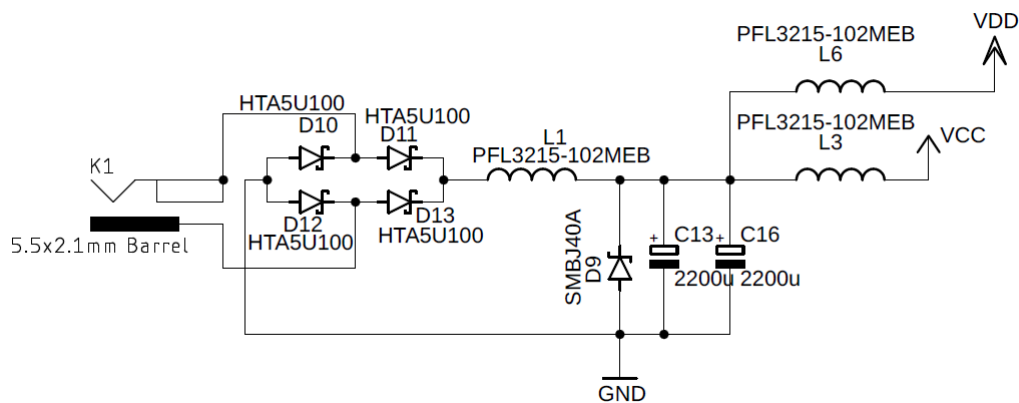 VDD
PFL3215-102MEB
L6
HTA5U100
D10
HTA5U100
D11
PFL3215-102MEB
L3
VCC
L1
PFL3215-102MEB
K1
D12
HTA5U100
D13
HTA5U100
5.5x2.1mm Barrel
SMBJ40A
D9
+
C13
2200u
+
C16
2200u
GND